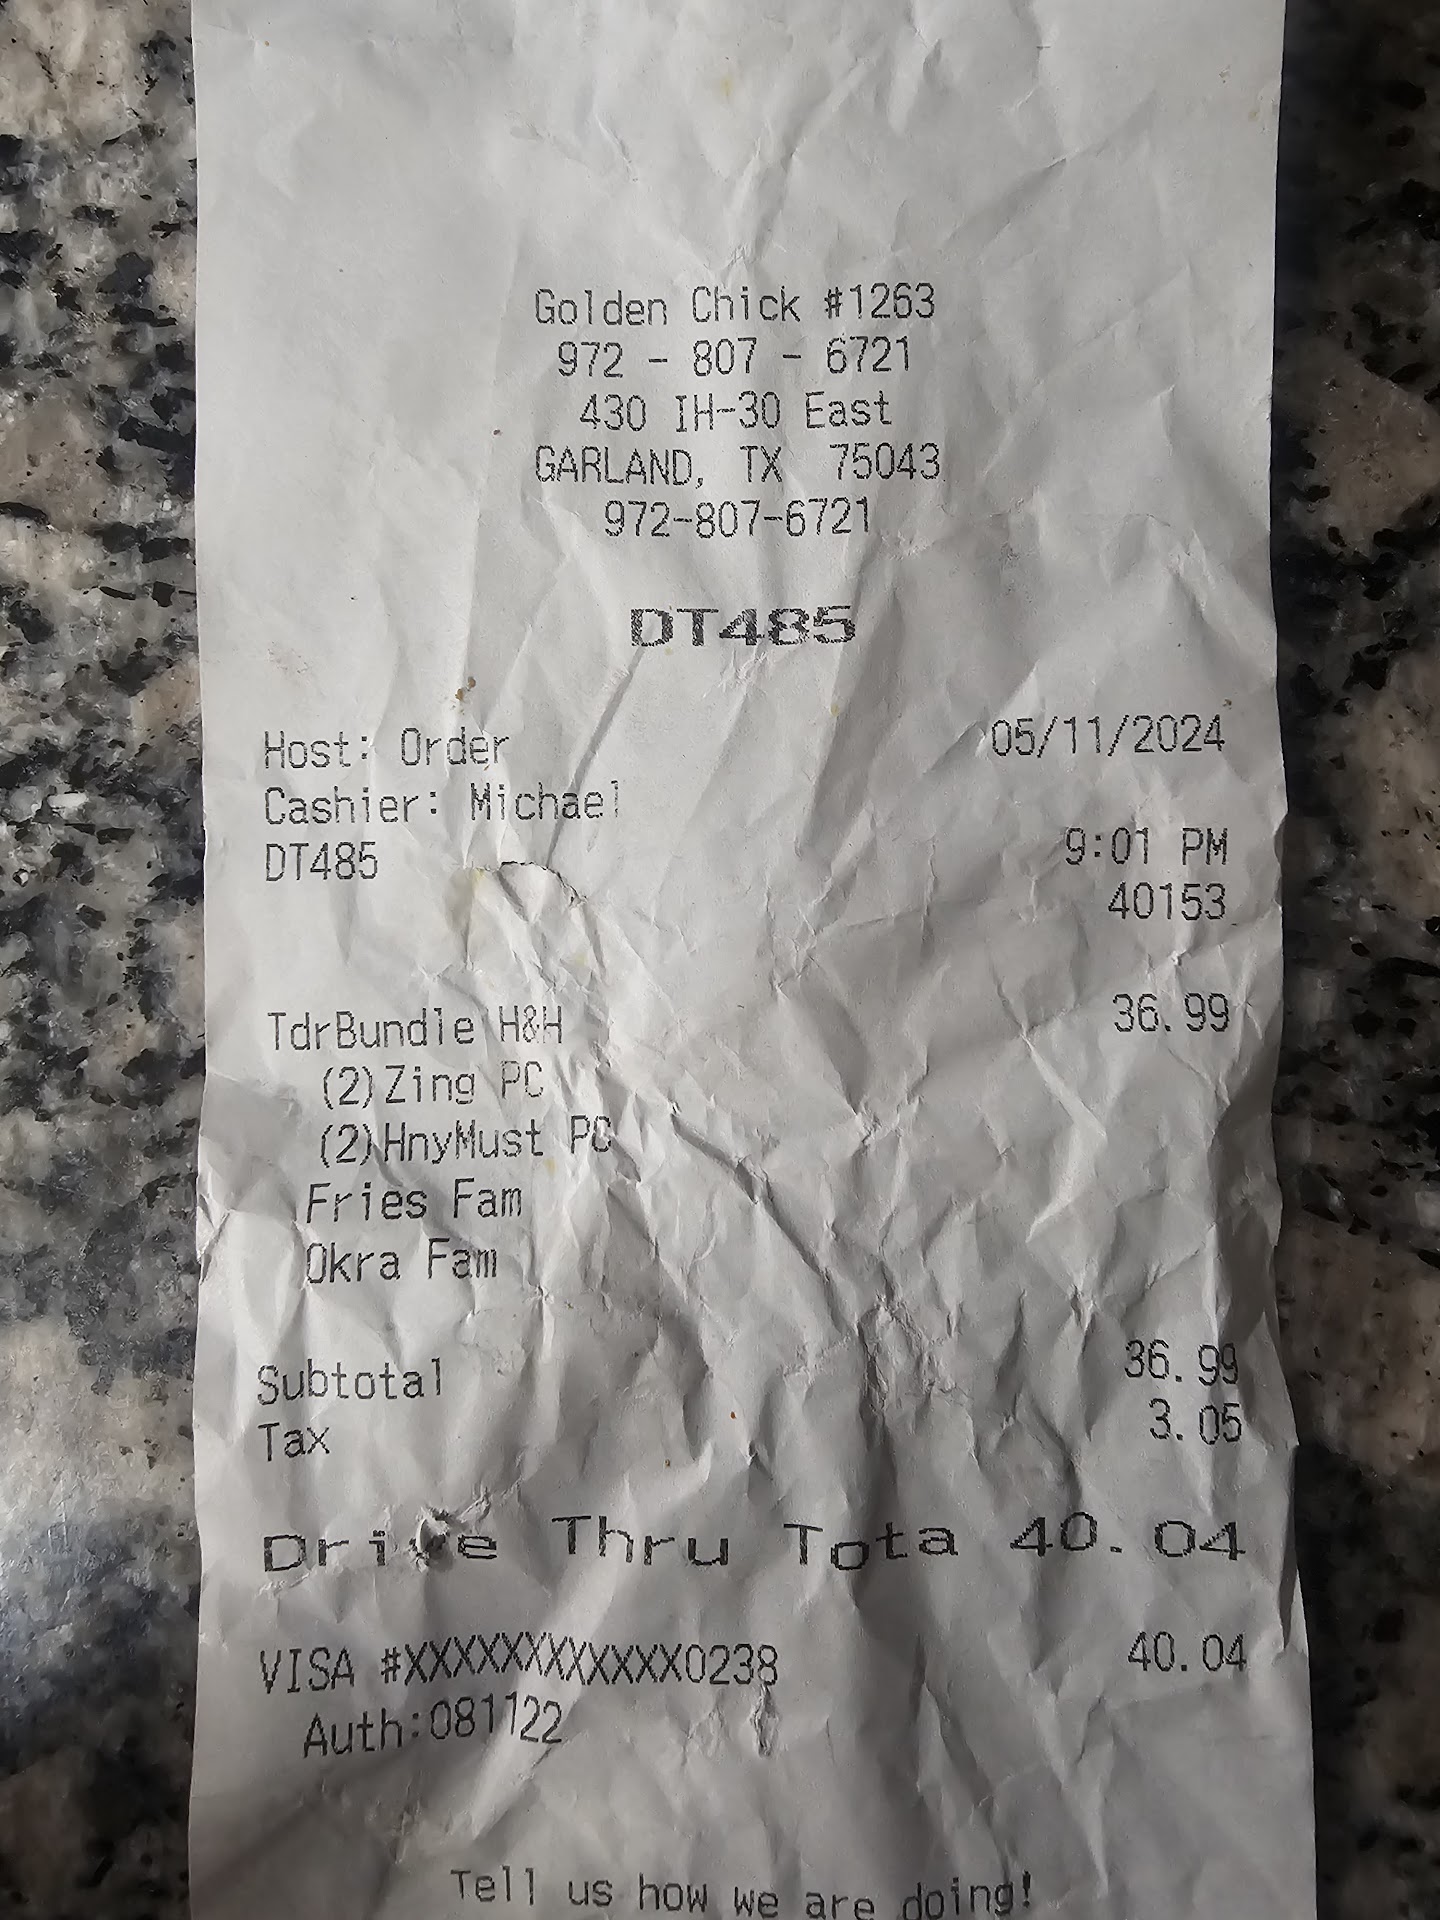 Golden Chick #1263
972 - 807 - 6721
430 IH-30 East
GARLAND, TX 75043
972-807-6721
DT485
Host: Order 05/11/2024
Cashier: Michael
DT485 9:01 PM
40153
TdrBundle H&H 36.99
(2)Zing PC
(2)HnyMust PC
Fries Fam
Okra Fam
Subtotal 36.99
Tax 3.05
Drive Thru Tota 40.04
VISA #XXXXXXXXXXXX0238 40.04
Auth:081122
Tell us how we are doing!